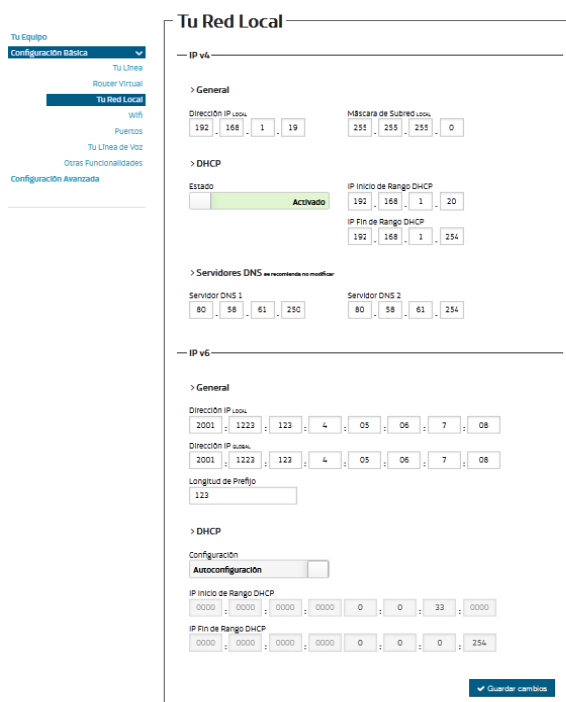 Tu Red Local
Tu Equipo
Configuración Básica
Tu Línea
Router Virtual
Tu Red Local
Wifi
Puertos
Tu Línea de Voz
Otras Funcionalidades
Configuración Avanzada
IP v4
> General
Dirección IP LOCAL Máscara de Subred LOCAL
192 . 168 . 1 . 19 255 . 255 . 255 . 0
> DHCP
Estado IP Inicio de Rango DHCP
Activado 192 . 168 . 1 . 20
IP Fin de Rango DHCP
192 . 168 . 1 . 254
> Servidores DNS se recomienda no modificar
Servidor DNS 1 Servidor DNS 2
80 . 58 . 61 . 250 80 . 58 . 61 . 254
IP v6
> General
Dirección IP LOCAL
2001 : 1223 : 123 : 4 : 05 : 06 : 7 : 08
Dirección IP GLOBAL
2001 : 1223 : 123 : 4 : 05 : 06 : 7 : 08
Longitud de Prefijo
123
> DHCP
Configuración
Autoconfiguración
IP Inicio de Rango DHCP
0000 : 0000 : 0000 : 0000 0 : 0 : 33 : 0000
IP Fin de Rango DHCP
0000 : 0000 : 0000 : 0000 0 : 0 : 0 : 254
Guardar cambios